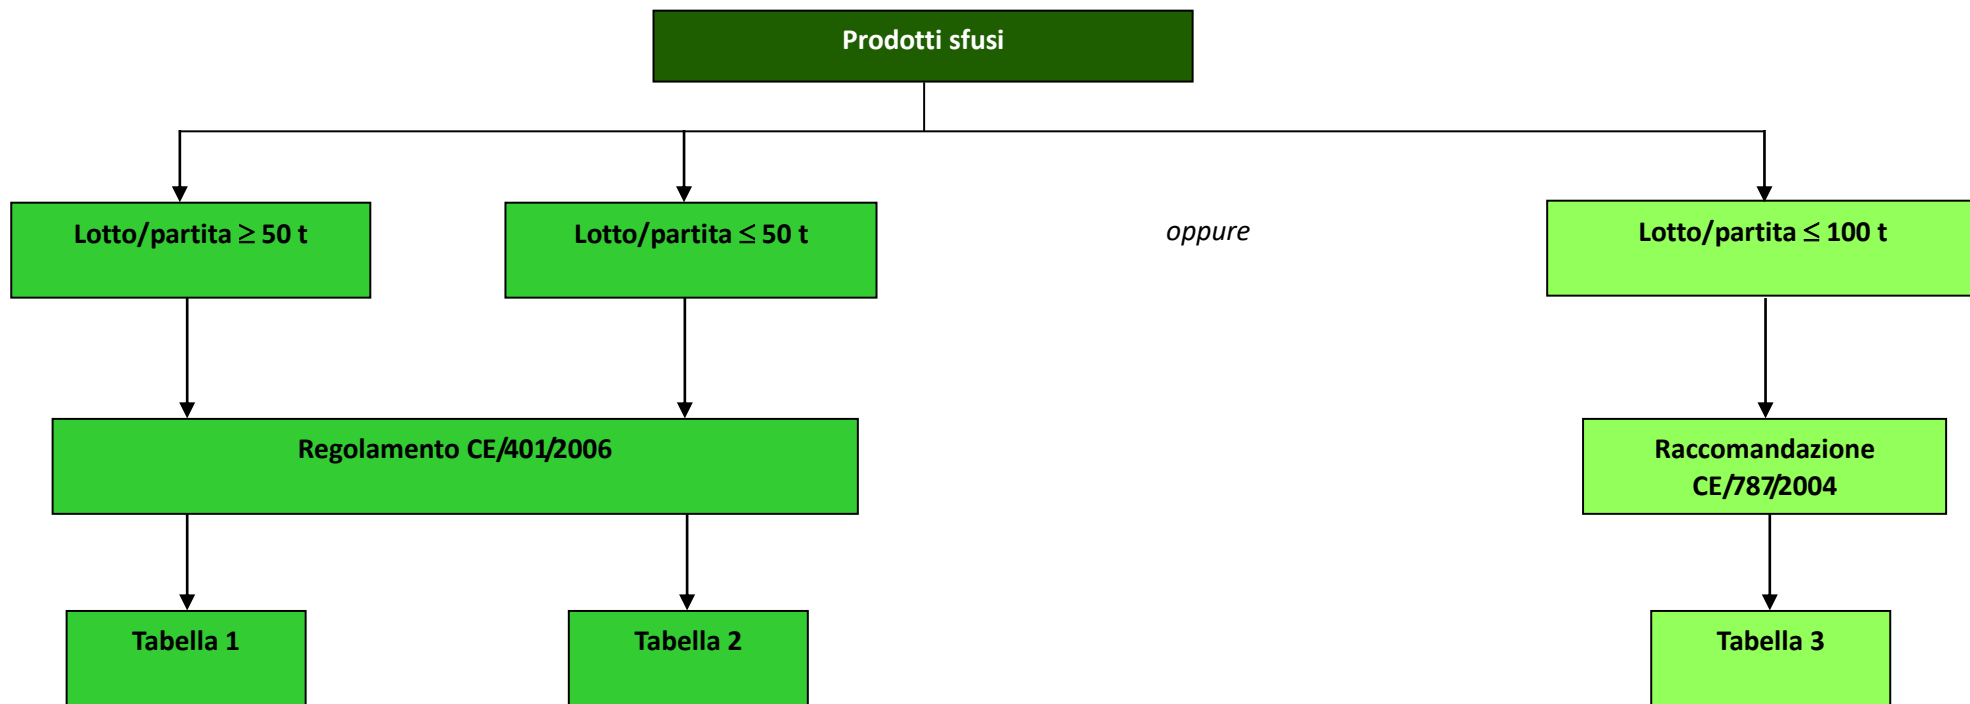 Prodotti sfusi
Lotto/partita ≥ 50 t
Lotto/partita ≤ 50 t
oppure
Lotto/partita ≤ 100 t
Regolamento CE/401/2006
Raccomandazione
CE/787/2004
Tabella 1
Tabella 2
Tabella 3